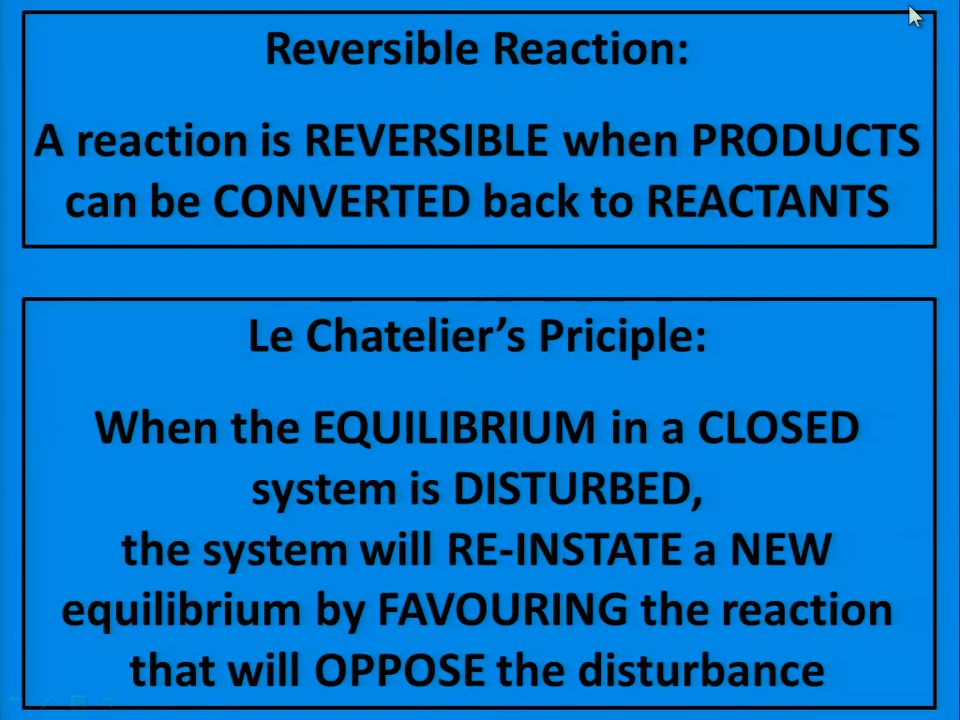 Reversible Reaction:
A reaction is REVERSIBLE when PRODUCTS
can be CONVERTED back to REACTANTS
Le Chatelier’s Priciple:
When the EQUILIBRIUM in a CLOSED
system is DISTURBED,
the system will RE-INSTATE a NEW
equilibrium by FAVOURING the reaction
that will OPPOSE the disturbance